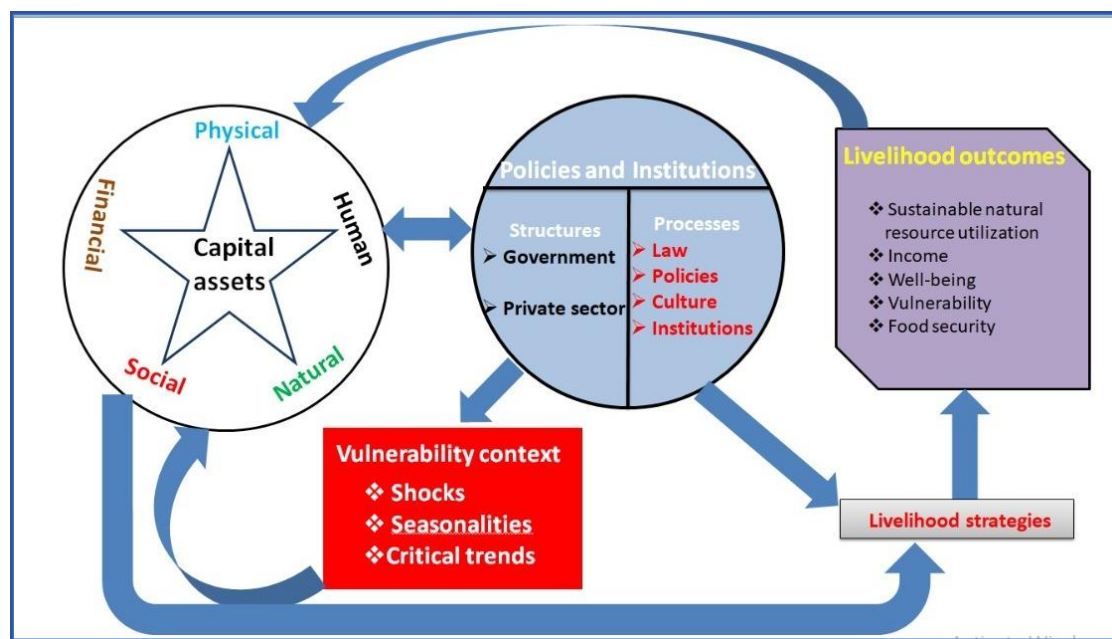 Physical
Financial
Human
Capital
assets
Social
Natural
Policies and Institutions
Structures
➢ Government
➢ Private sector
Processes
➢ Law
➢ Policies
➢ Culture
➢ Institutions
Livelihood outcomes
❖ Sustainable natural
resource utilization
❖ Income
❖ Well-being
❖ Vulnerability
❖ Food security
Vulnerability context
❖ Shocks
❖ Seasonalities
❖Critical trends
Livelihood strategies